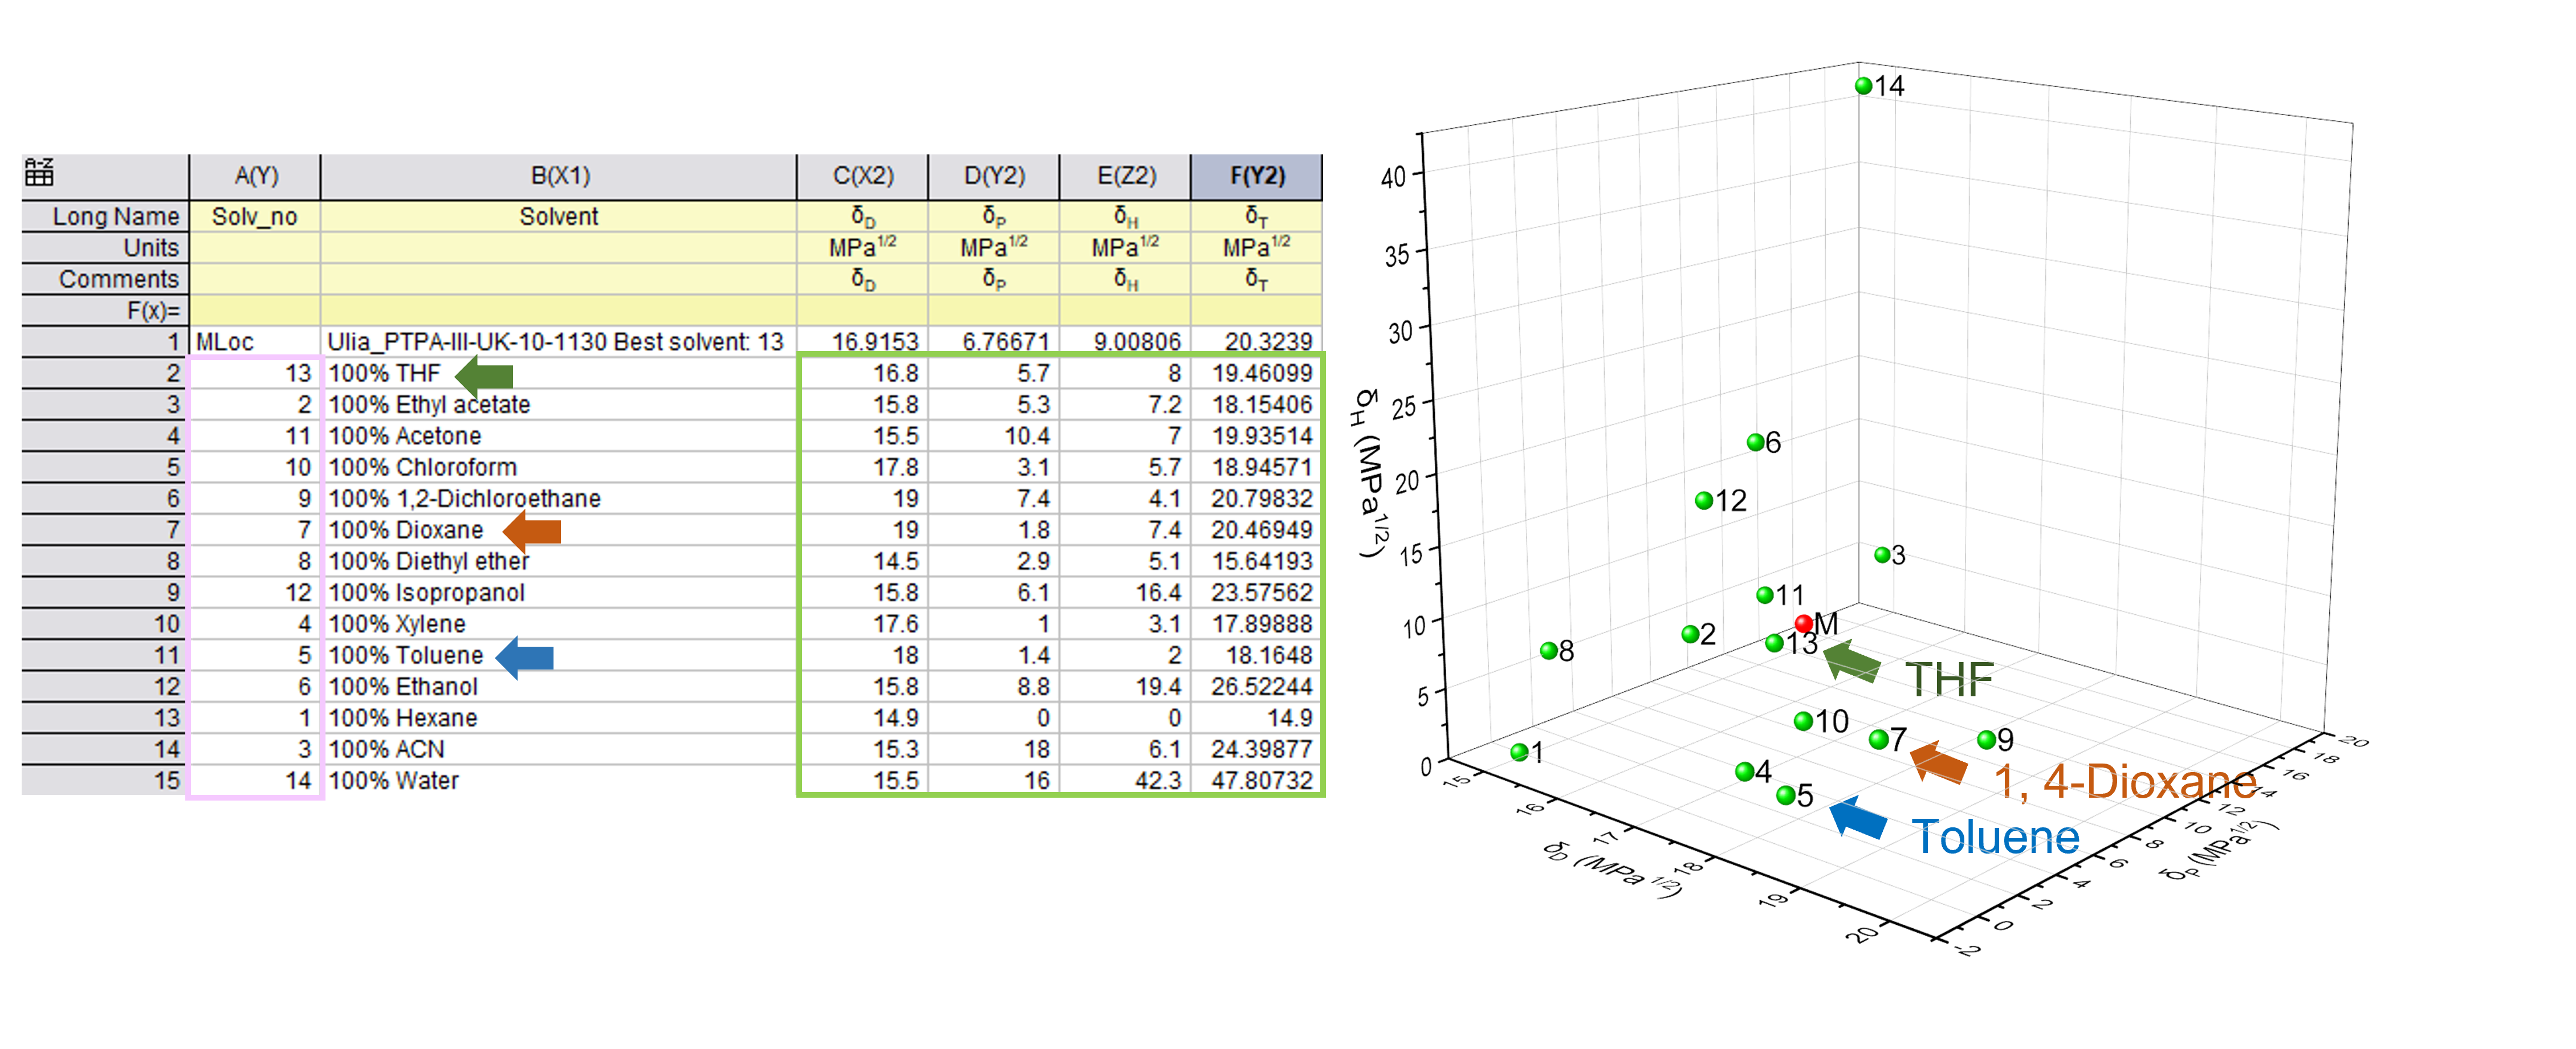 A-Z A(Y) B(X1) C(X2) D(Y2) E(Z2) F(Y2)
Long Name Solv_no Solvent δD δP δH δT
Units MPa1/2 MPa1/2 MPa1/2 MPa1/2
Comments δD δP δH δT
F(x)=
1 MLoc Ulia_PTPA-III-UK-10-1130 Best solvent: 13 16.9153 6.76671 9.00806 20.3239
2 13 100% THF 16.8 5.7 8 19.46099
3 2 100% Ethyl acetate 15.8 5.3 7.2 18.15406
4 11 100% Acetone 15.5 10.4 7 19.93514
5 10 100% Chloroform 17.8 3.1 5.7 18.94571
6 9 100% 1,2-Dichloroethane 19 7.4 4.1 20.79832
7 7 100% Dioxane 19 1.8 7.4 20.46949
8 8 100% Diethyl ether 14.5 2.9 5.1 15.64193
9 12 100% Isopropanol 15.8 6.1 16.4 23.57562
10 4 100% Xylene 17.6 1 3.1 17.89888
11 5 100% Toluene 18 1.4 2 18.1648
12 6 100% Ethanol 15.8 8.8 19.4 26.52244
13 1 100% Hexane 14.9 0 0 14.9
14 3 100% ACN 15.3 18 6.1 24.39877
15 14 100% Water 15.5 16 42.3 47.80732
14
40
35
30
25
20
15
10
5
0
δH (MPa1/2)
6
12
3
11
M
2
13
8
THF
10
7
9
1
4
5
1, 4-Dioxane
Toluene
15
16
17
18
19
20
δD (MPa 1/2)
-2
0
2
4
6
8
10
12
14
16
18
20
δP (MPa1/2)